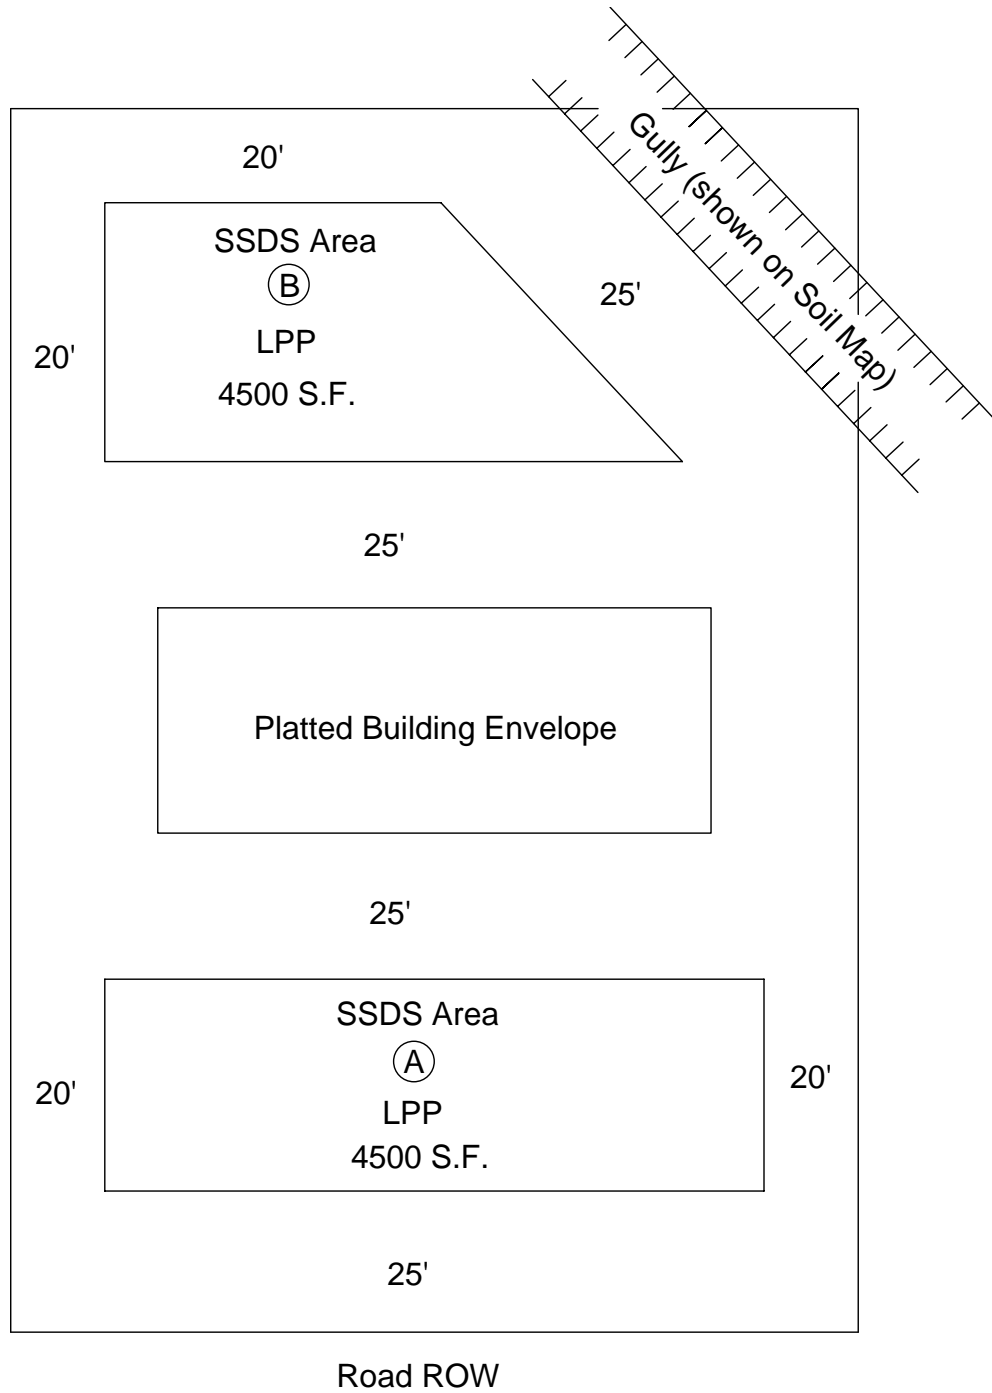 20'
SSDS Area
B
LPP
4500 S.F.
20'
25'
Gully (shown on Soil Map)
25'
Platted Building Envelope
25'
SSDS Area
A
LPP
4500 S.F.
20'
20'
25'
Road ROW